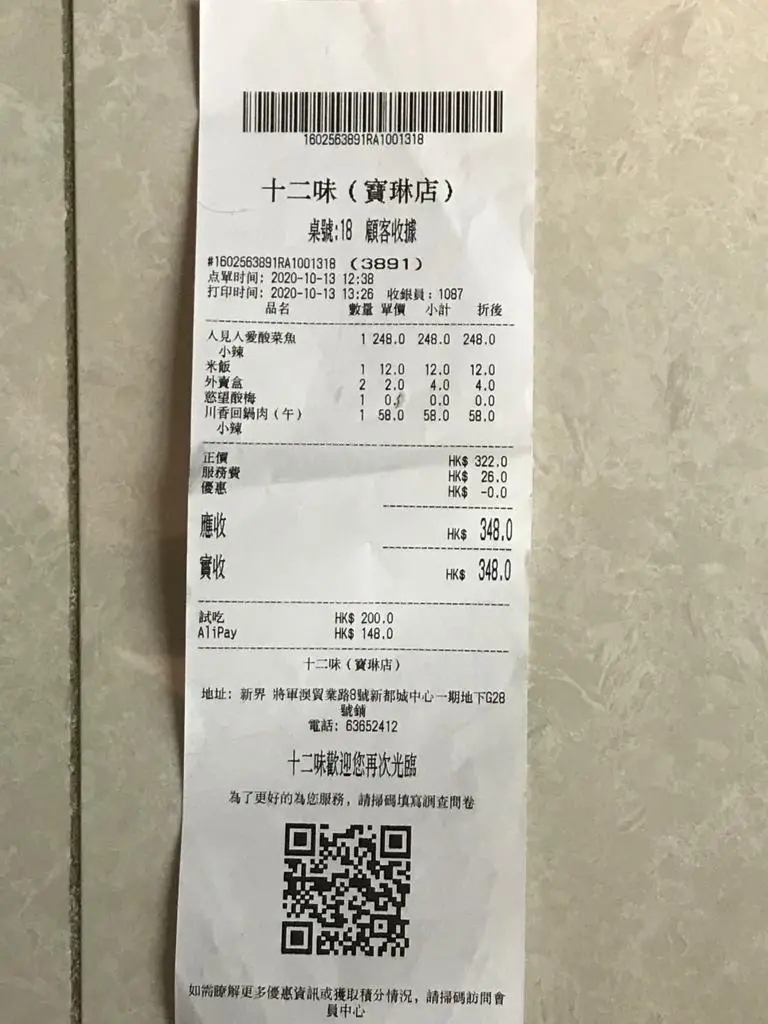 1602563891RA1001318
十二味（寶琳店）
桌號:18 顧客收據
#1602563891RA1001318 (3891)
点單时间: 2020-10-13 12:38
打印时间: 2020-10-13 13:26 收銀員: 1087
品名 數量 單價 小計 折後
人見人愛酸菜魚 1 248.0 248.0 248.0
小辣
米飯 1 12.0 12.0 12.0
外賣盒 2 2.0 4.0 4.0
慾望酸梅 1 0.0 0.0
川香回鍋肉（午） 1 58.0 58.0 58.0
小辣
正價 HK$ 322.0
服務費 HK$ 26.0
優惠 HK$ -0.0
應收 HK$ 348.0
實收 HK$ 348.0
試吃 HK$ 200.0
AliPay HK$ 148.0
十二味（寶琳店）
地址: 新界 將軍澳貿業路8號新都城中心一期地下G28
號鋪
電話: 63652412
十二味歡迎您再次光臨
為了更好的為您服務，請掃碼填寫調查問卷
如需瞭解更多優惠資訊或獲取積分情況，請掃碼訪問會
員中心